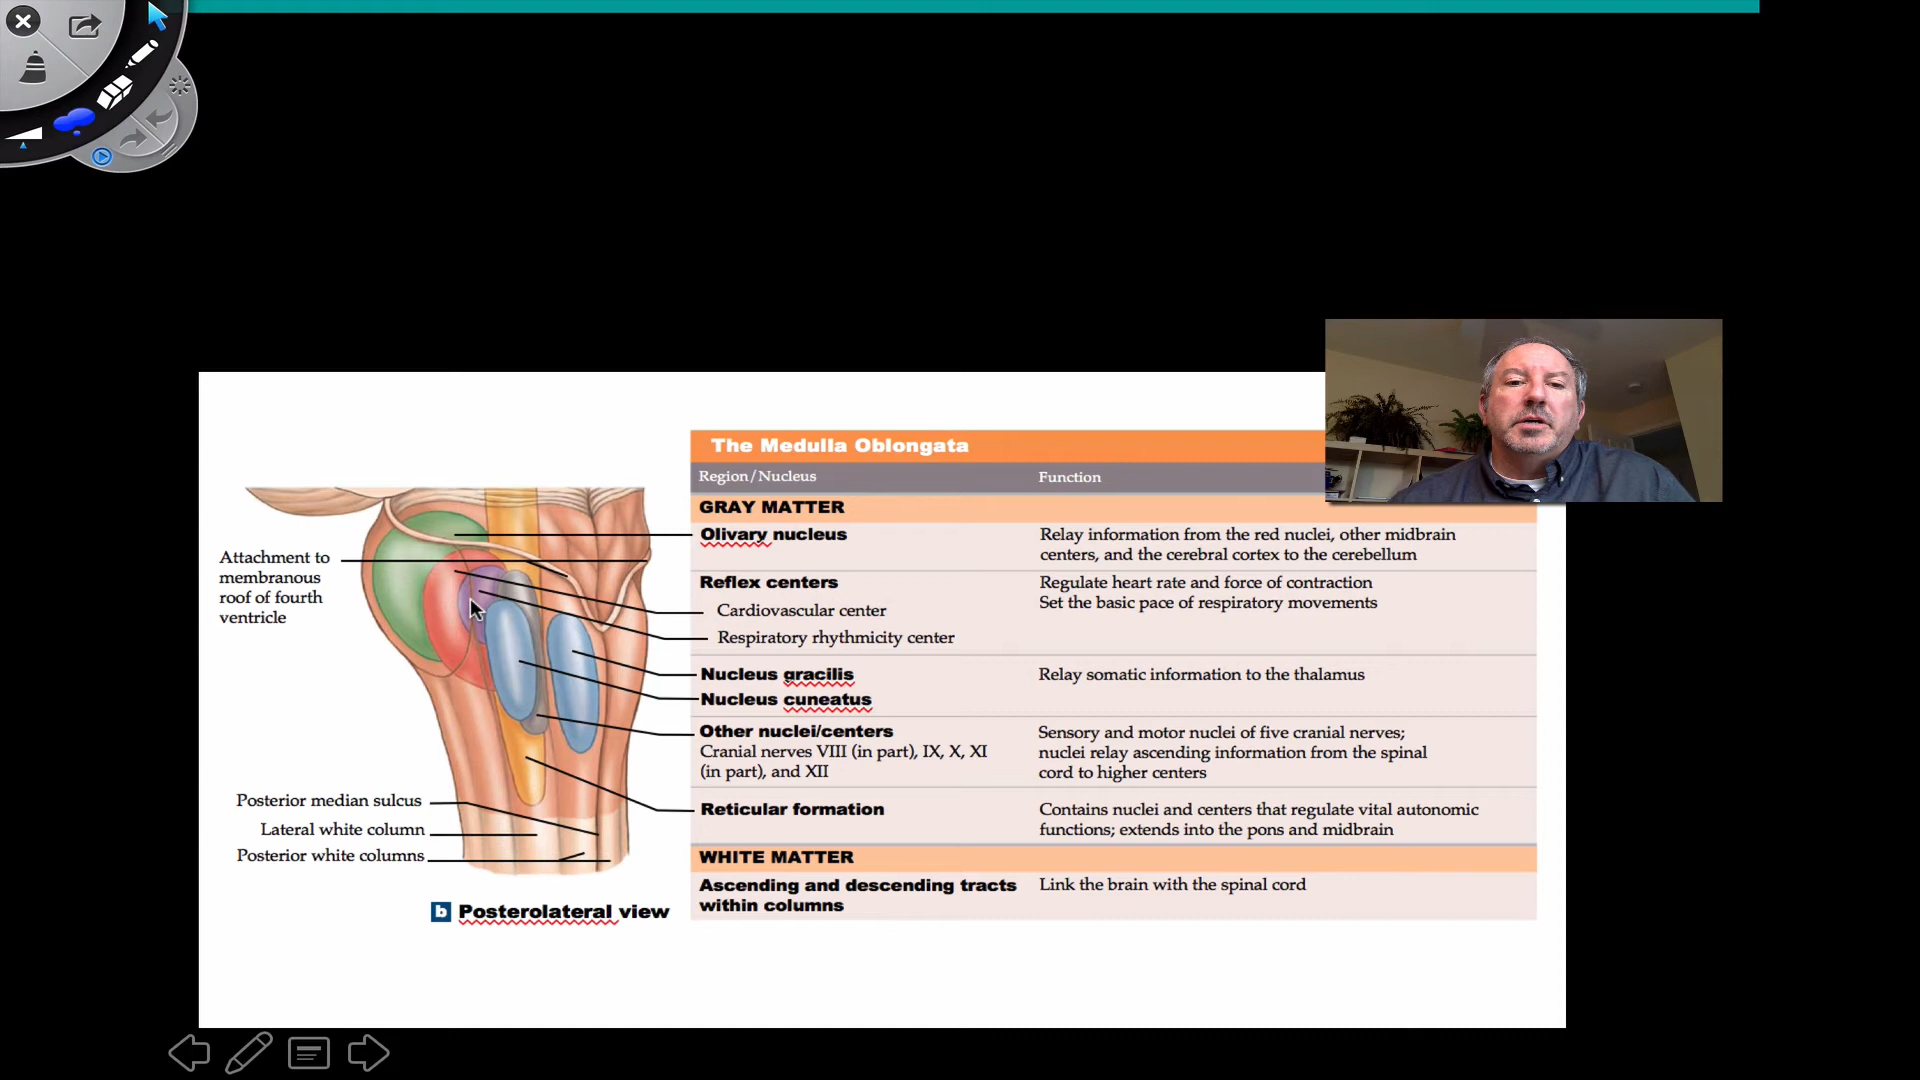 The Medulla Oblongata
Region/Nucleus
Function
GRAY MATTER
Olivary nucleus
Relay information from the red nuclei, other midbrain
centers, and the cerebral cortex to the cerebellum
Reflex centers
Regulate heart rate and force of contraction
Set the basic pace of respiratory movements
Cardiovascular center
Respiratory rhythmicity center
Nucleus gracilis
Relay somatic information to the thalamus
Nucleus cuneatus
Other nuclei/centers
Cranial nerves VIII (in part), IX, X, XI
(in part), and XII
Sensory and motor nuclei of five cranial nerves;
nuclei relay ascending information from the spinal
cord to higher centers
Reticular formation
Contains nuclei and centers that regulate vital autonomic
functions; extends into the pons and midbrain
WHITE MATTER
Ascending and descending tracts
within columns
Link the brain with the spinal cord
Attachment to
membranous
roof of fourth
ventricle
Posterior median sulcus
Lateral white column
Posterior white columns
b Posterolateral view